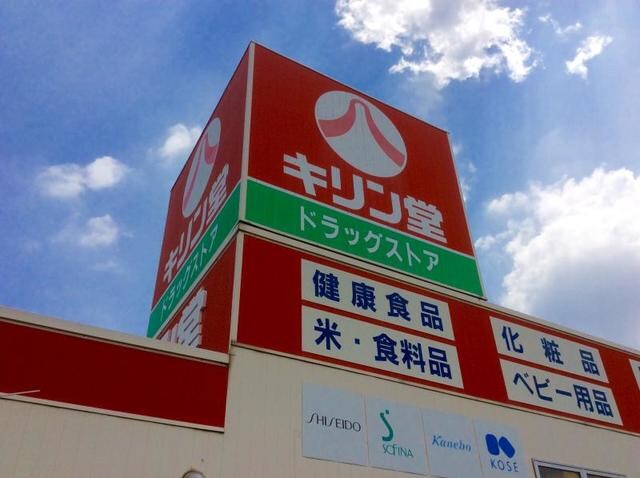 キリン堂
ドラッグストア
キリン堂
ドラッグストア
堂
健康食品
米・食料品
化粧品
ベビー用品
SHISEIDO
SOFINA
Kanebo
KOSÉ